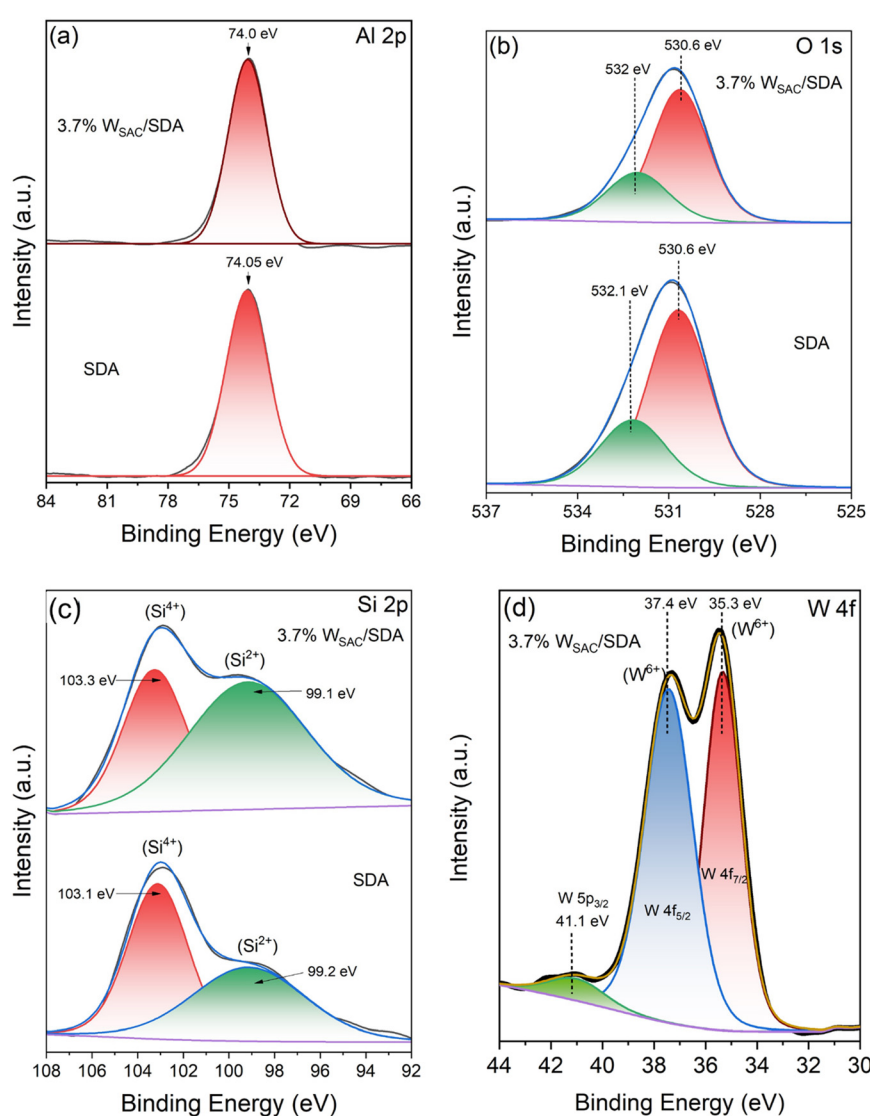 (a)
74.0 eV
Al 2p
3.7% W_SAC/SDA
74.05 eV
SDA
Intensity (a.u.)
84 81 78 75 72 69 66
Binding Energy (eV)
(b)
530.6 eV
O 1s
532 eV
3.7% W_SAC/SDA
530.6 eV
532.1 eV
SDA
Intensity (a.u.)
537 534 531 528 525
Binding Energy (eV)
(c)
(Si⁴⁺)
Si 2p
3.7% W_SAC/SDA
(Si²⁺)
103.3 eV
99.1 eV
(Si⁴⁺)
SDA
103.1 eV
(Si²⁺)
99.2 eV
Intensity (a.u.)
108 106 104 102 100 98 96 94 92
Binding Energy (eV)
(d)
37.4 eV 35.3 eV
W 4f
3.7% W_SAC/SDA
(W⁶⁺)
(W⁶⁺)
W 4f₇/₂
W 5p₃/₂
41.1 eV
W 4f₅/₂
Intensity (a.u.)
44 42 40 38 36 34 32 30
Binding Energy (eV)